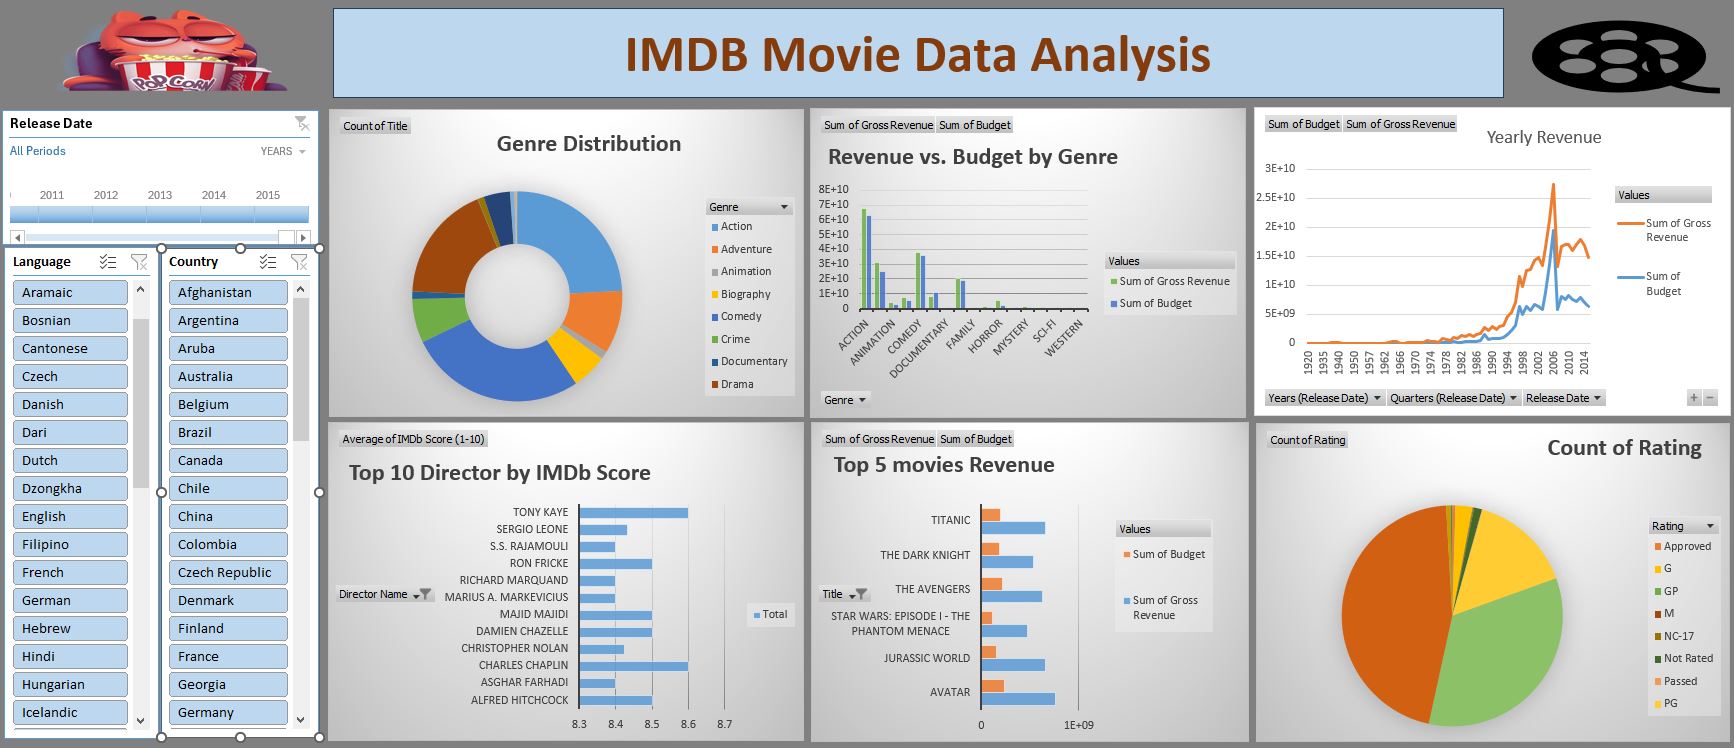 IMDB Movie Data Analysis
POP CORN
Release Date
All Periods
YEARS
2011 2012 2013 2014 2015
Language
Aramaic
Bosnian
Cantonese
Czech
Danish
Dari
Dutch
Dzongkha
English
Filipino
French
German
Hebrew
Hindi
Hungarian
Icelandic
Country
Afghanistan
Argentina
Aruba
Australia
Belgium
Brazil
Canada
Chile
China
Colombia
Czech Republic
Denmark
Finland
France
Georgia
Germany
Count of Title
Genre Distribution
Genre
Action
Adventure
Animation
Biography
Comedy
Crime
Documentary
Drama
Sum of Gross Revenue Sum of Budget
Revenue vs. Budget by Genre
8E+10
7E+10
6E+10
5E+10
4E+10
3E+10
2E+10
1E+10
0
ACTION
ANIMATION
COMEDY
DOCUMENTARY
FAMILY
HORROR
MYSTERY
SCI-FI
WESTERN
Values
Sum of Gross Revenue
Sum of Budget
Genre
Sum of Budget Sum of Gross Revenue
Yearly Revenue
3E+10
2.5E+10
2E+10
1.5E+10
1E+10
5E+09
0
1920 1935 1940 1950 1957 1962 1966 1970 1974 1978 1982 1986 1990 1994 1998 2002 2006 2010 2014
Values
Sum of Gross
Revenue
Sum of
Budget
Years (Release Date) Quarters (Release Date) Release Date
+ −
Average of IMDb Score (1-10)
Top 10 Director by IMDb Score
Director Name
TONY KAYE
SERGIO LEONE
S.S. RAJAMOULI
RON FRICKE
RICHARD MARQUAND
MARIUS A. MARKEVICIUS
MAJID MAJIDI
DAMIEN CHAZELLE
CHRISTOPHER NOLAN
CHARLES CHAPLIN
ASGHAR FARHADI
ALFRED HITCHCOCK
8.3 8.4 8.5 8.6 8.7
Total
Sum of Gross Revenue Sum of Budget
Top 5 movies Revenue
Title
TITANIC
THE DARK KNIGHT
THE AVENGERS
STAR WARS: EPISODE I - THE
PHANTOM MENACE
JURASSIC WORLD
AVATAR
0 1E+09
Values
Sum of Budget
Sum of Gross
Revenue
Count of Rating
Count of Rating
Rating
Approved
G
GP
M
NC-17
Not Rated
Passed
PG